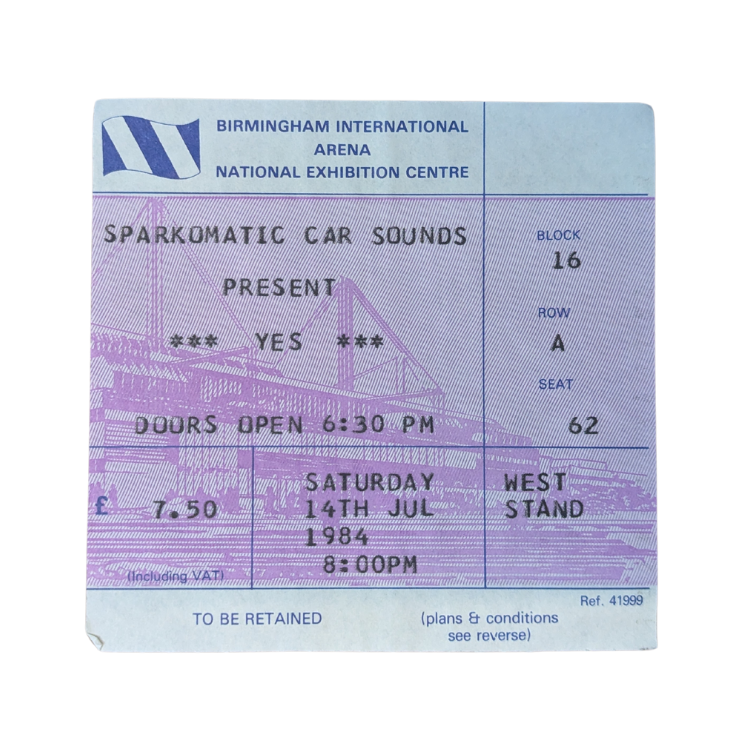 BIRMINGHAM INTERNATIONAL
ARENA
NATIONAL EXHIBITION CENTRE
SPARKOMATIC CAR SOUNDS
PRESENT
*** YES ***
DOORS OPEN 6:30 PM
BLOCK
16
ROW
A
SEAT
62
£ 7.50
(Including VAT)
SATURDAY
14TH JUL
1984
8:00PM
WEST
STAND
Ref. 41999
TO BE RETAINED
(plans & conditions
see reverse)